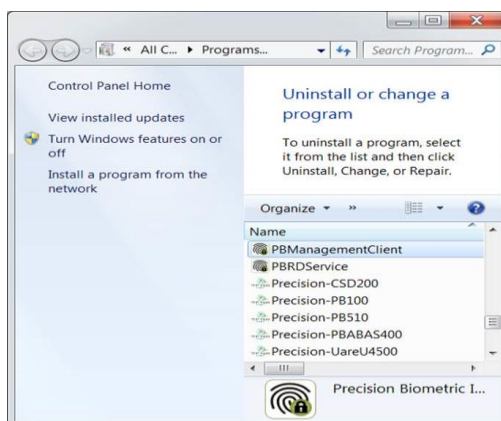 « All C... ▸ Programs...
Search Program...
Control Panel Home
View installed updates
Turn Windows features on or
off
Install a program from the
network
Uninstall or change a
program
To uninstall a program, select
it from the list and then click
Uninstall, Change, or Repair.
Organize »
Name
PBManagementClient
PBRDService
Precision-CSD200
Precision-PB100
Precision-PB510
Precision-PBABAS400
Precision-UareU4500
Precision Biometric I...